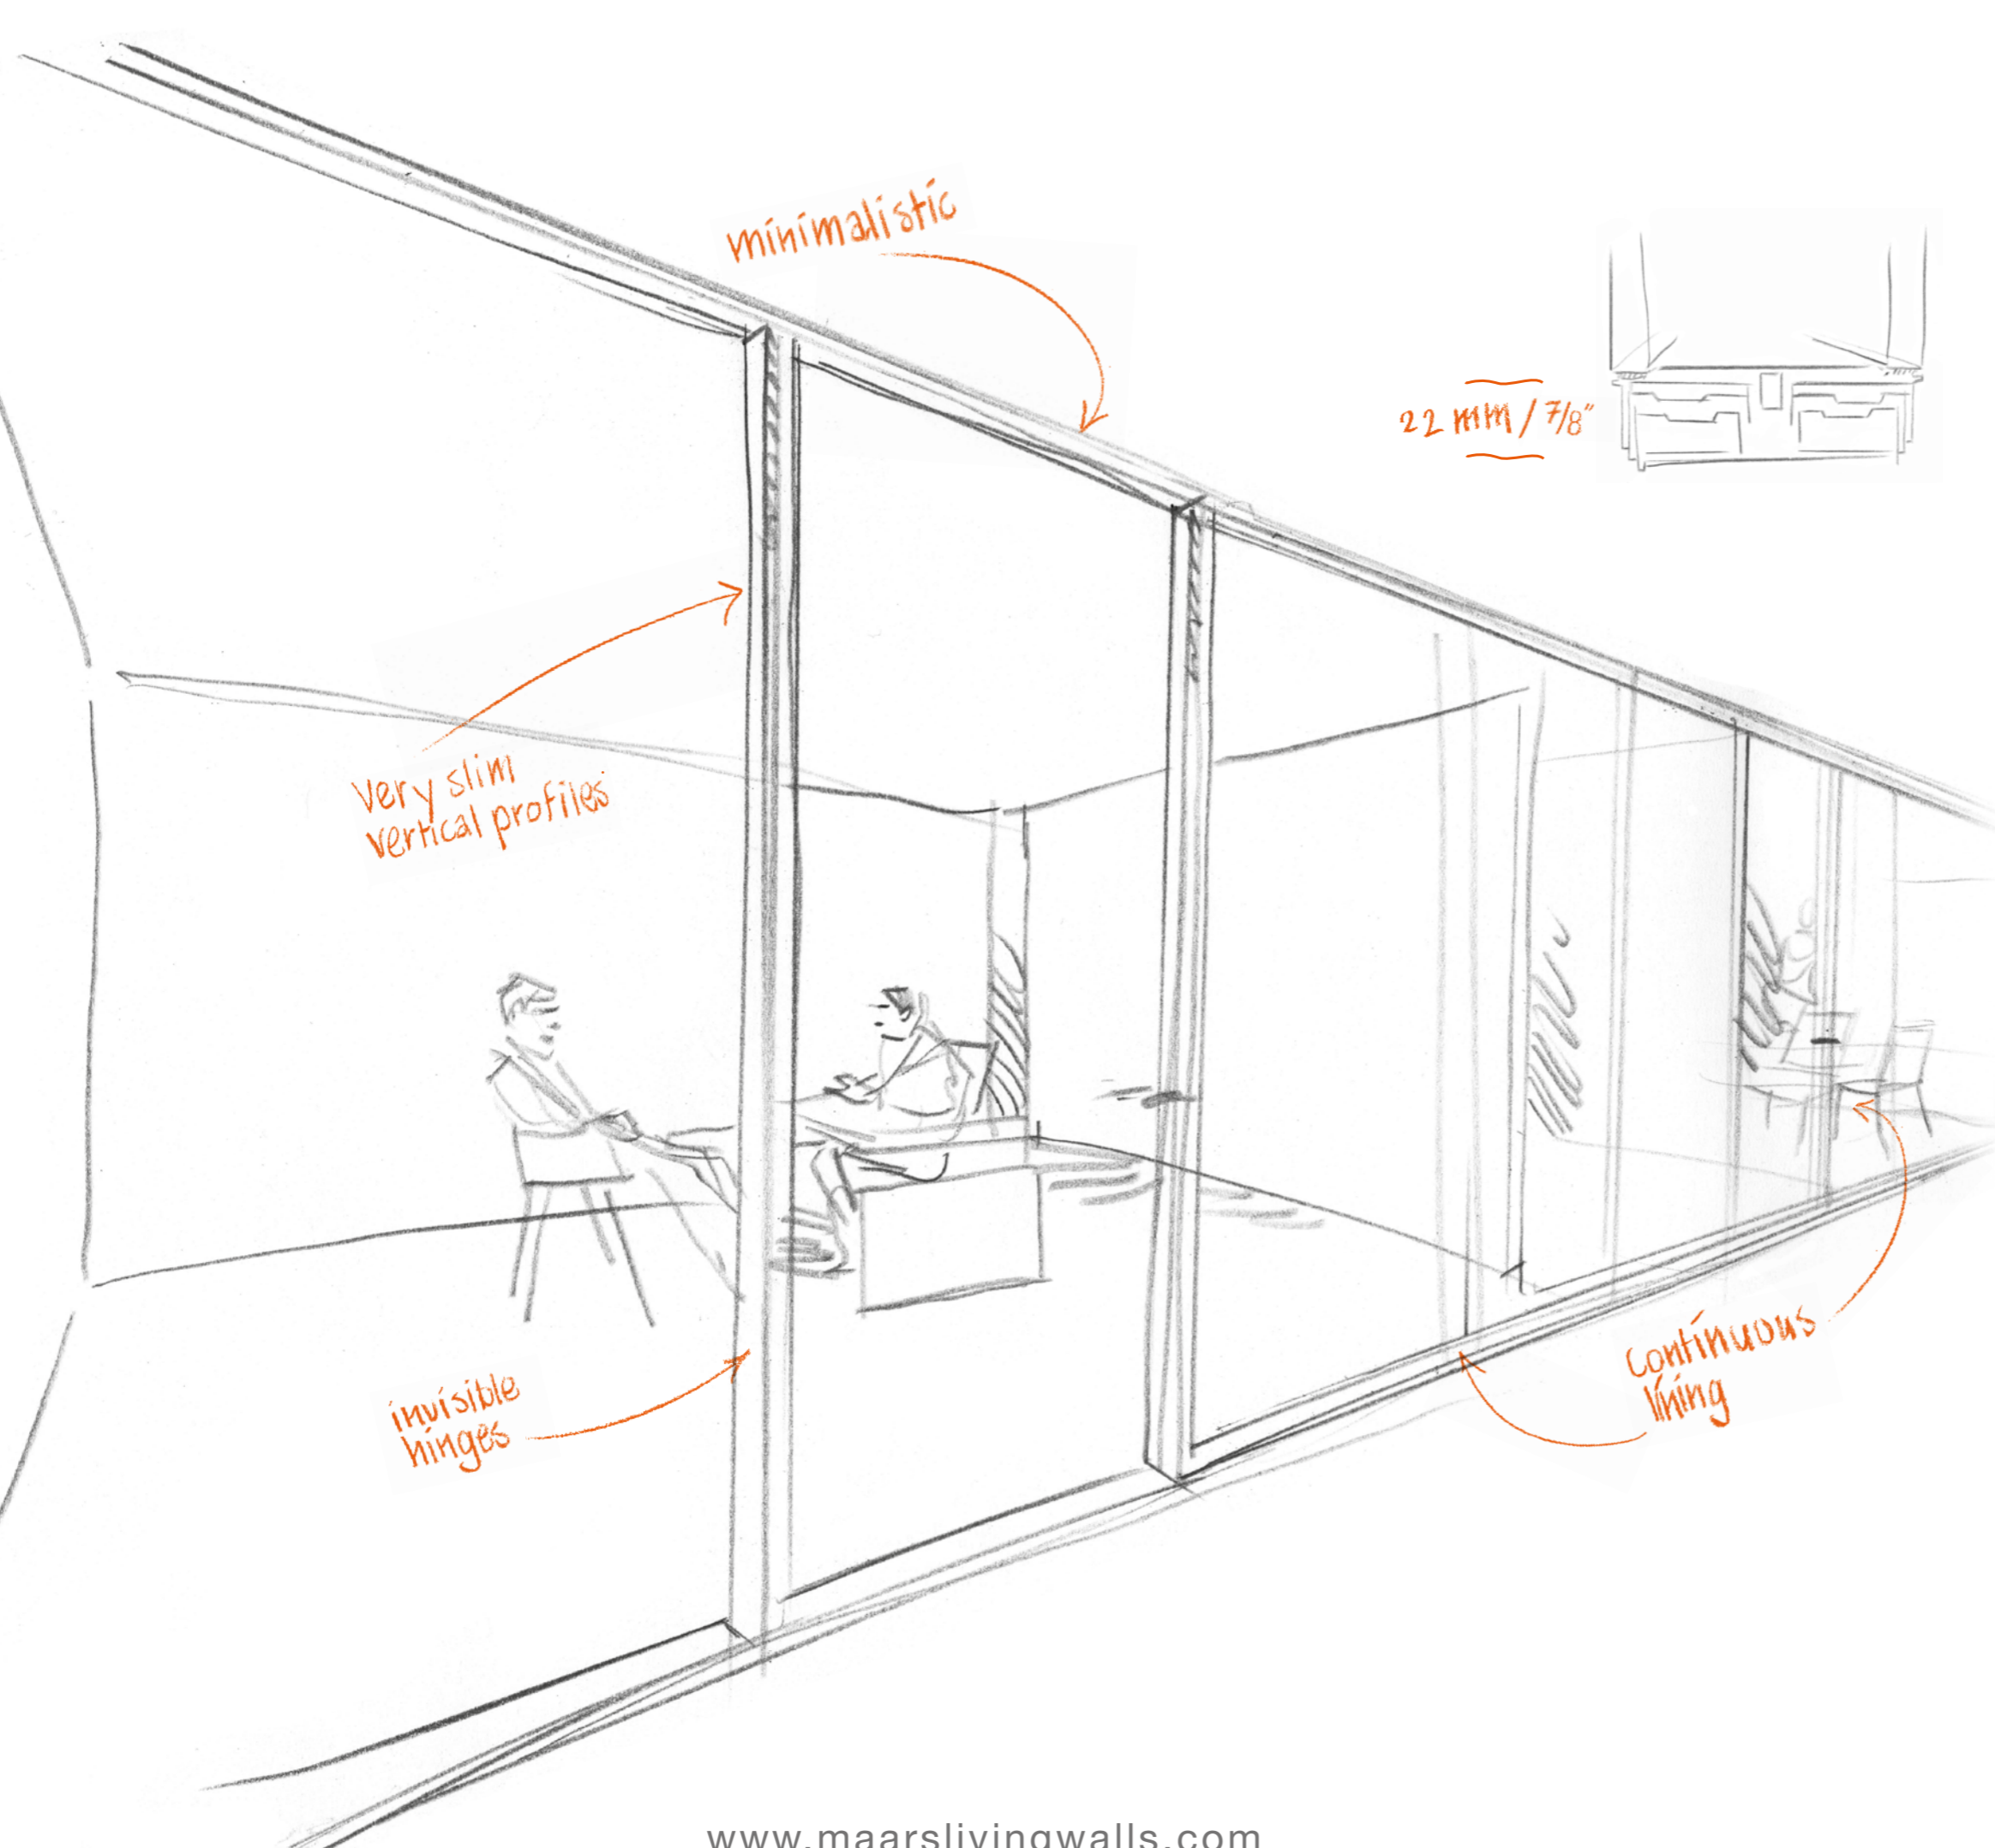 minimalistic
22 mm / 7/8"
very slim
vertical profiles
invisible
hinges
continuous
lining
www.maarslivingwalls.com